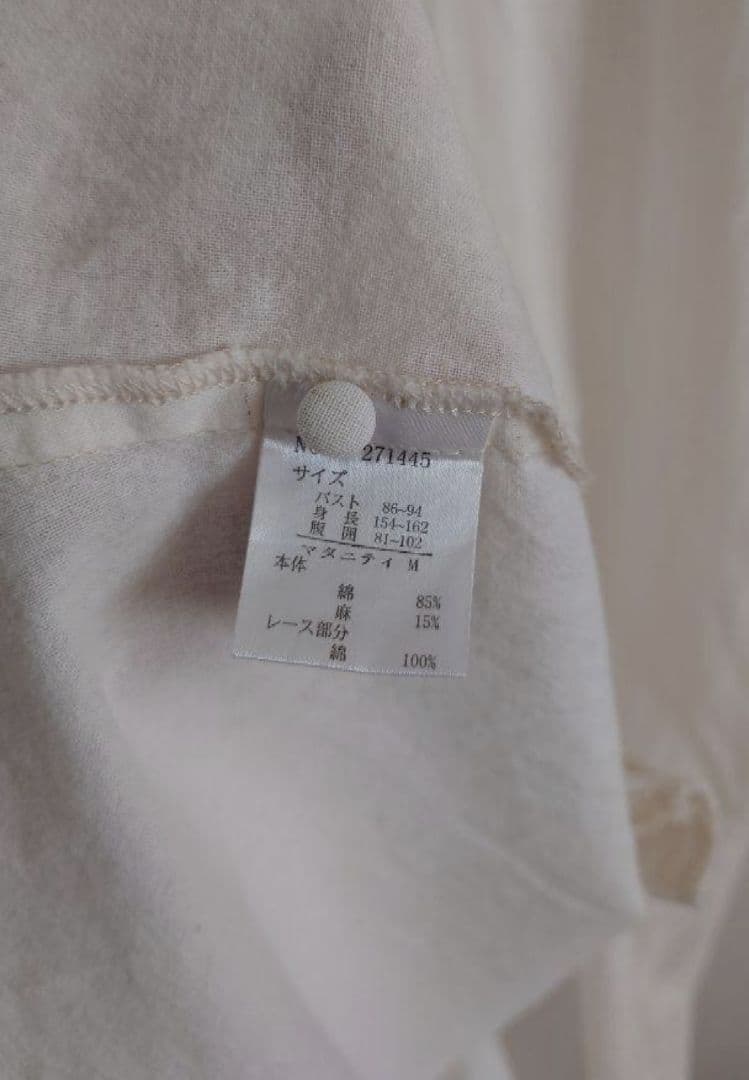 271445
サイズ
バスト 86~94
身長 154~162
腹囲 81~102
マタニティ M
本体
綿 85%
麻 15%
レース部分
綿 100%